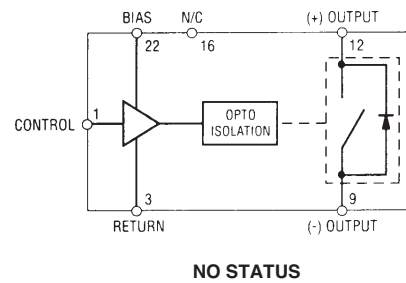 BIAS N/C (+) OUTPUT
22 16 12
1
CONTROL
OPTO
ISOLATION
3 9
RETURN (-) OUTPUT
NO STATUS